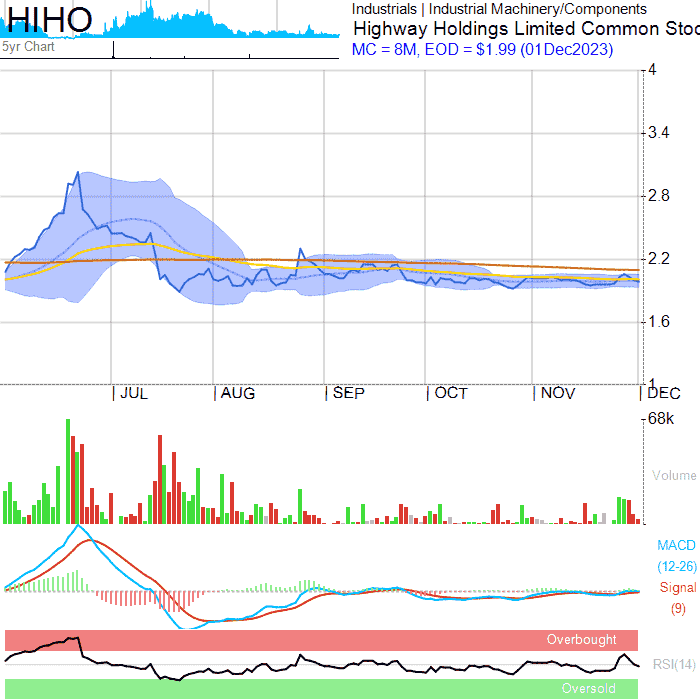 HIHO
5yr Chart
Industrials | Industrial Machinery/Components
Highway Holdings Limited Common Stoc
MC = 8M, EOD = $1.99 (01Dec2023)
4
3.4
2.8
2.2
1.6
1
| JUL | AUG | SEP | OCT | NOV | DEC
68k
Volume
MACD
(12-26)
Signal
(9)
Overbought
RSI(14)
Oversold